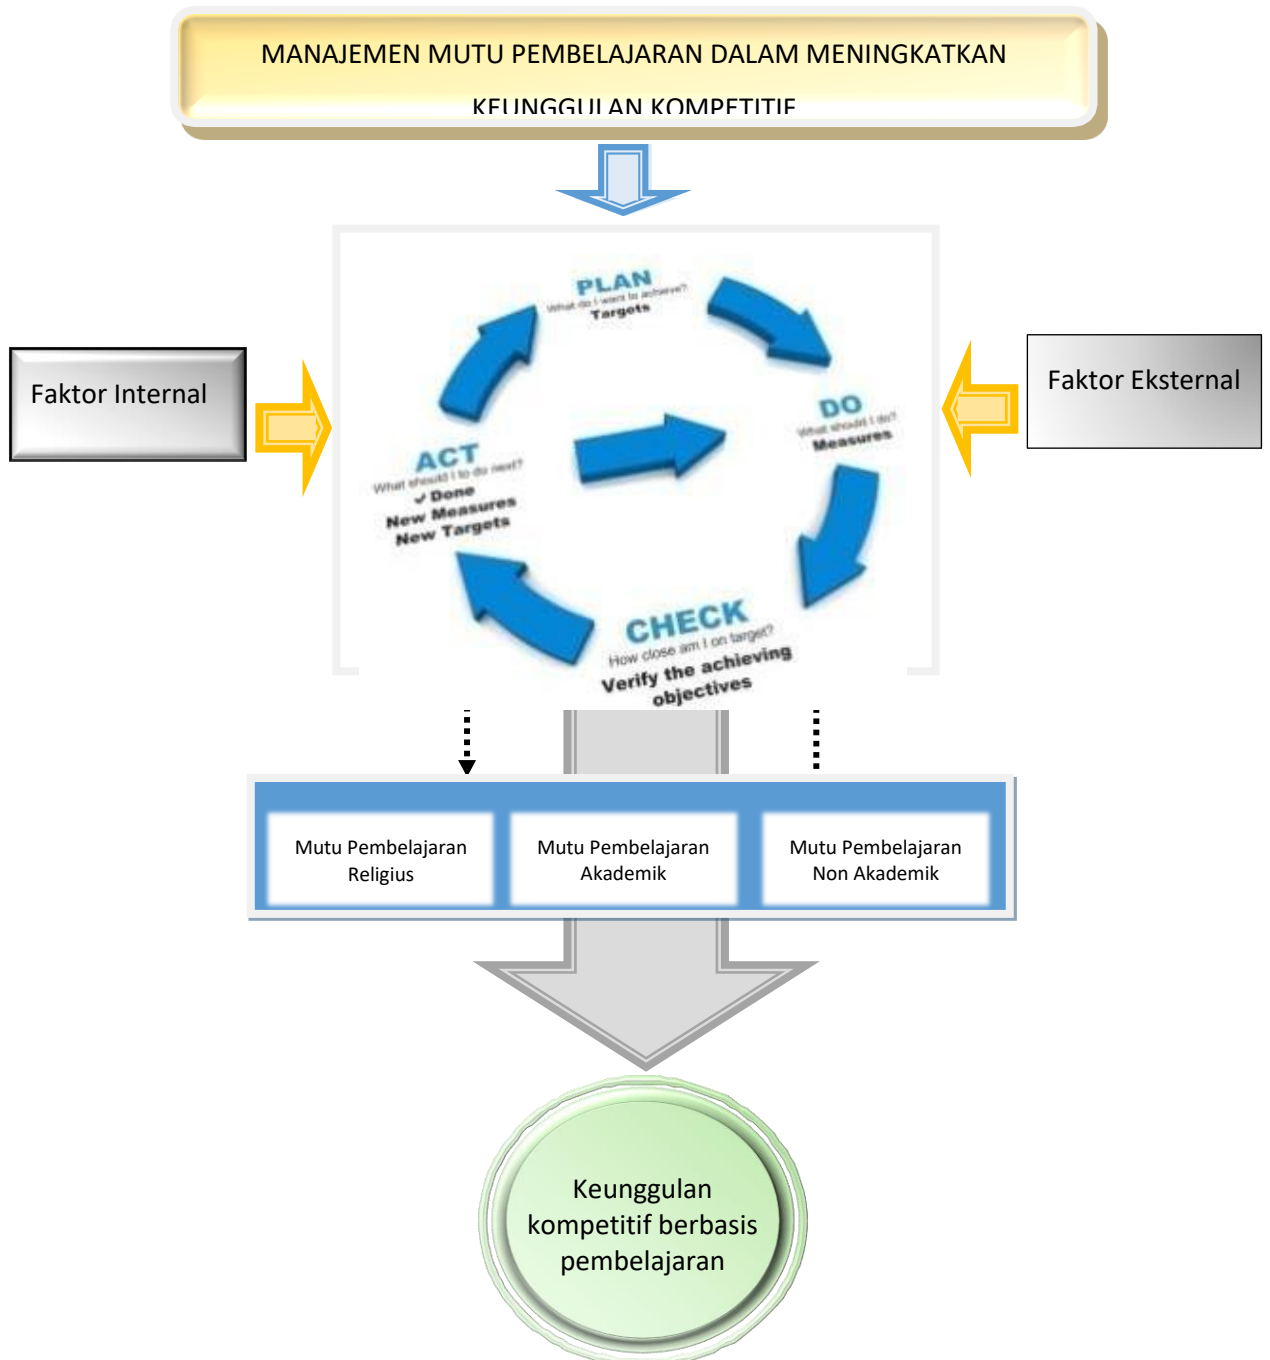 MANAJEMEN MUTU PEMBELAJARAN DALAM MENINGKATKAN
KEUNGGULAN KOMPETITIF
PLAN
What do I want to achieve?
Targets
Faktor Internal
Faktor Eksternal
DO
What should I do?
Measures
ACT
What should I to do next?
✓ Done
New Measures
New Targets
CHECK
How close am I on target?
Verify the achieving
objectives
Mutu Pembelajaran
Religius
Mutu Pembelajaran
Akademik
Mutu Pembelajaran
Non Akademik
Keunggulan
kompetitif berbasis
pembelajaran